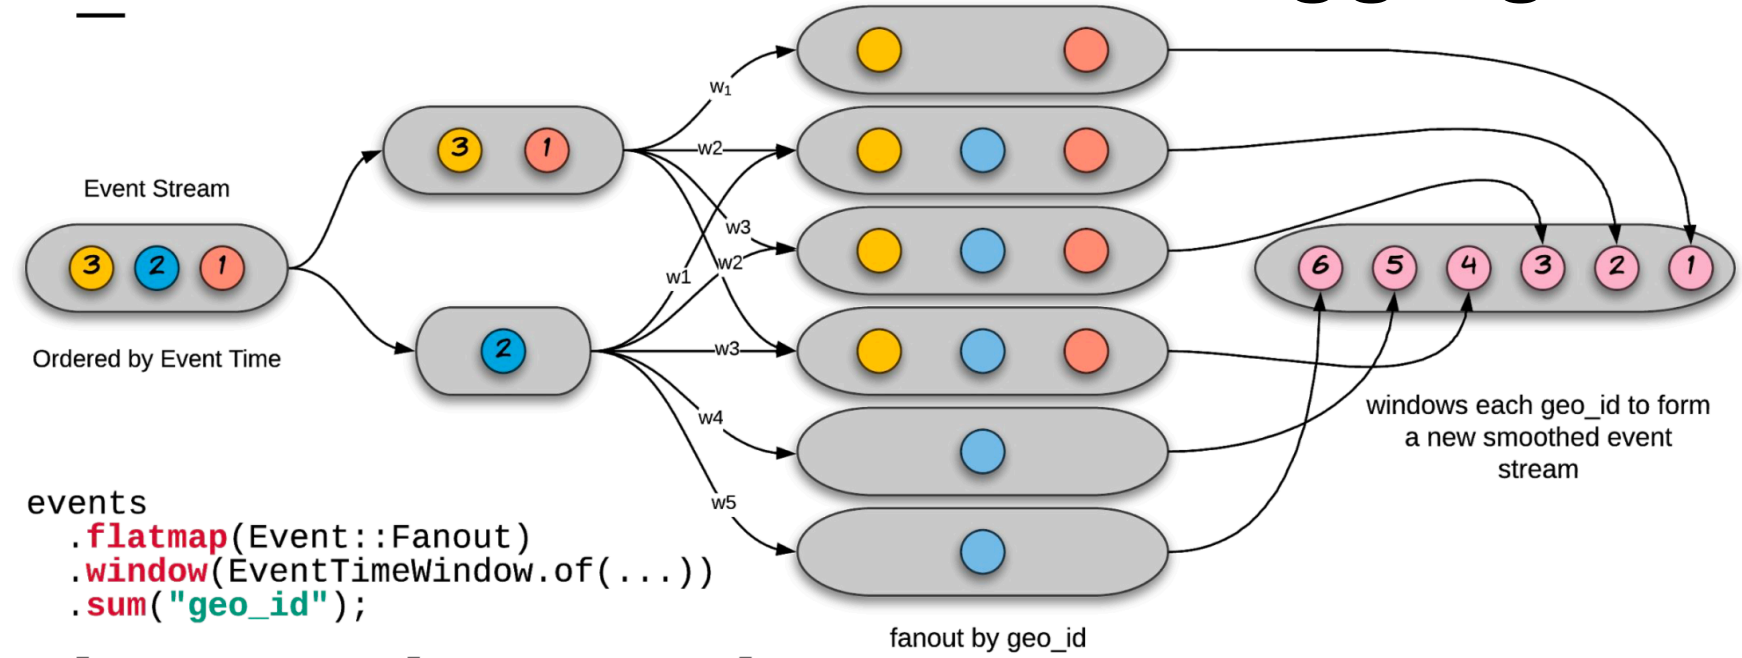 Event Stream
3 2 1
Ordered by Event Time
3 1
2
w1
w2
w3
w2
w1
w3
w4
w5
6 5 4 3 2 1
windows each geo_id to form
a new smoothed event
stream
fanout by geo_id
events
.flatmap(Event::Fanout)
.window(EventTimeWindow.of(...))
.sum("geo_id");